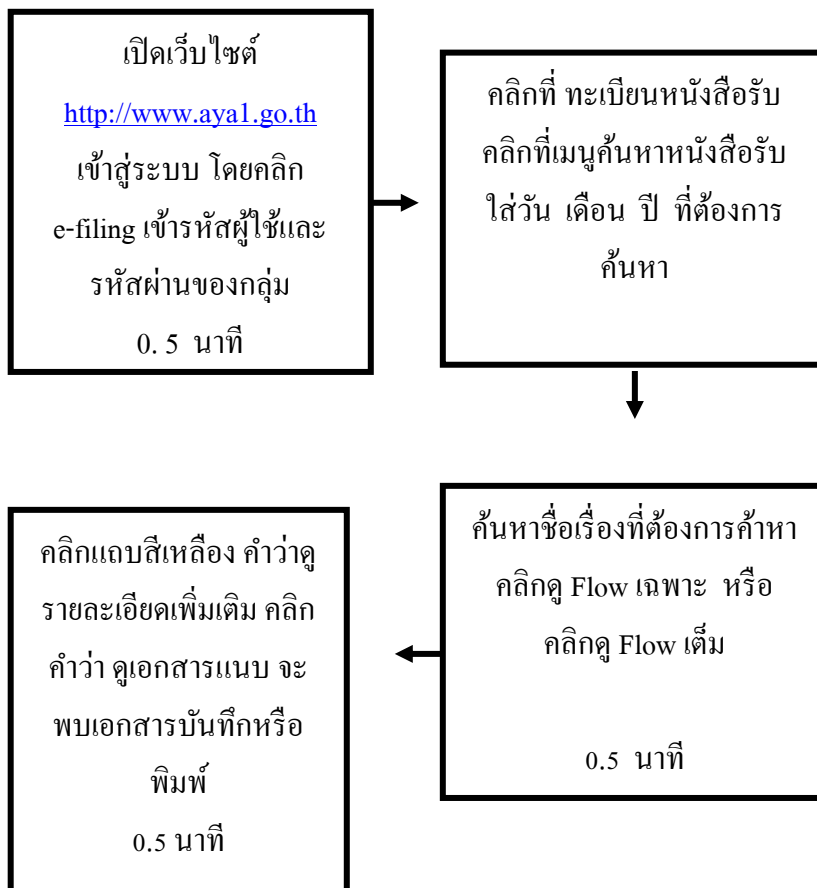 เปิดเว็บไซต์
http://www.aya1.go.th
เข้าสู่ระบบ โดยคลิก
e-filing เข้ารหัสผู้ใช้และ
รหัสผ่านของกลุ่ม
0. 5 นาที
คลิกที่ ทะเบียนหนังสือรับ
คลิกที่เมนูค้นหาหนังสือรับ
ใส่วัน เดือน ปี ที่ต้องการ
ค้นหา
ค้นหาชื่อเรื่องที่ต้องการค้าหา
คลิกดู Flow เฉพาะ หรือ
คลิกดู Flow เต็ม
0.5 นาที
คลิกแถบสีเหลือง คำว่าดู
รายละเอียดเพิ่มเติม คลิก
คำว่า ดูเอกสารแนบ จะ
พบเอกสารบันทึกหรือ
พิมพ์
0.5 นาที